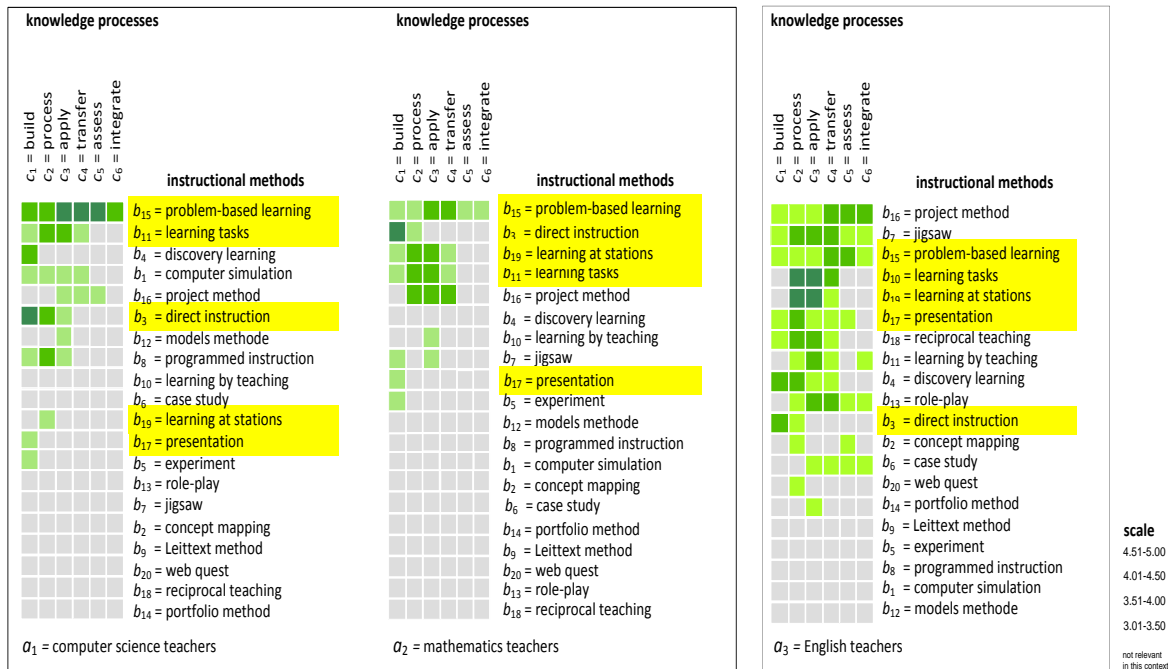 knowledge processes
c1 = build
c2 = process
c3 = apply
c4 = transfer
c5 = assess
c6 = integrate
instructional methods
b15 = problem-based learning
b11 = learning tasks
b4 = discovery learning
b1 = computer simulation
b16 = project method
b3 = direct instruction
b12 = models methode
b8 = programmed instruction
b10 = learning by teaching
b6 = case study
b19 = learning at stations
b17 = presentation
b5 = experiment
b13 = role-play
b7 = jigsaw
b2 = concept mapping
b9 = Leittext method
b20 = web quest
b18 = reciprocal teaching
b14 = portfolio method
a1 = computer science teachers
knowledge processes
c1 = build
c2 = process
c3 = apply
c4 = transfer
c5 = assess
c6 = integrate
instructional methods
b15 = problem-based learning
b3 = direct instruction
b19 = learning at stations
b11 = learning tasks
b16 = project method
b4 = discovery learning
b10 = learning by teaching
b7 = jigsaw
b17 = presentation
b5 = experiment
b12 = models methode
b8 = programmed instruction
b1 = computer simulation
b2 = concept mapping
b6 = case study
b14 = portfolio method
b9 = Leittext method
b20 = web quest
b13 = role-play
b18 = reciprocal teaching
a2 = mathematics teachers
knowledge processes
c1 = build
c2 = process
c3 = apply
c4 = transfer
c5 = assess
c6 = integrate
instructional methods
b16 = project method
b7 = jigsaw
b15 = problem-based learning
b10 = learning tasks
b19 = learning at stations
b17 = presentation
b18 = reciprocal teaching
b11 = learning by teaching
b4 = discovery learning
b13 = role-play
b3 = direct instruction
b2 = concept mapping
b6 = case study
b20 = web quest
b14 = portfolio method
b9 = Leittext method
b5 = experiment
b8 = programmed instruction
b1 = computer simulation
b12 = models methode
a3 = English teachers
scale
4.51-5.00
4.01-4.50
3.51-4.00
3.01-3.50
not relevant
in this context